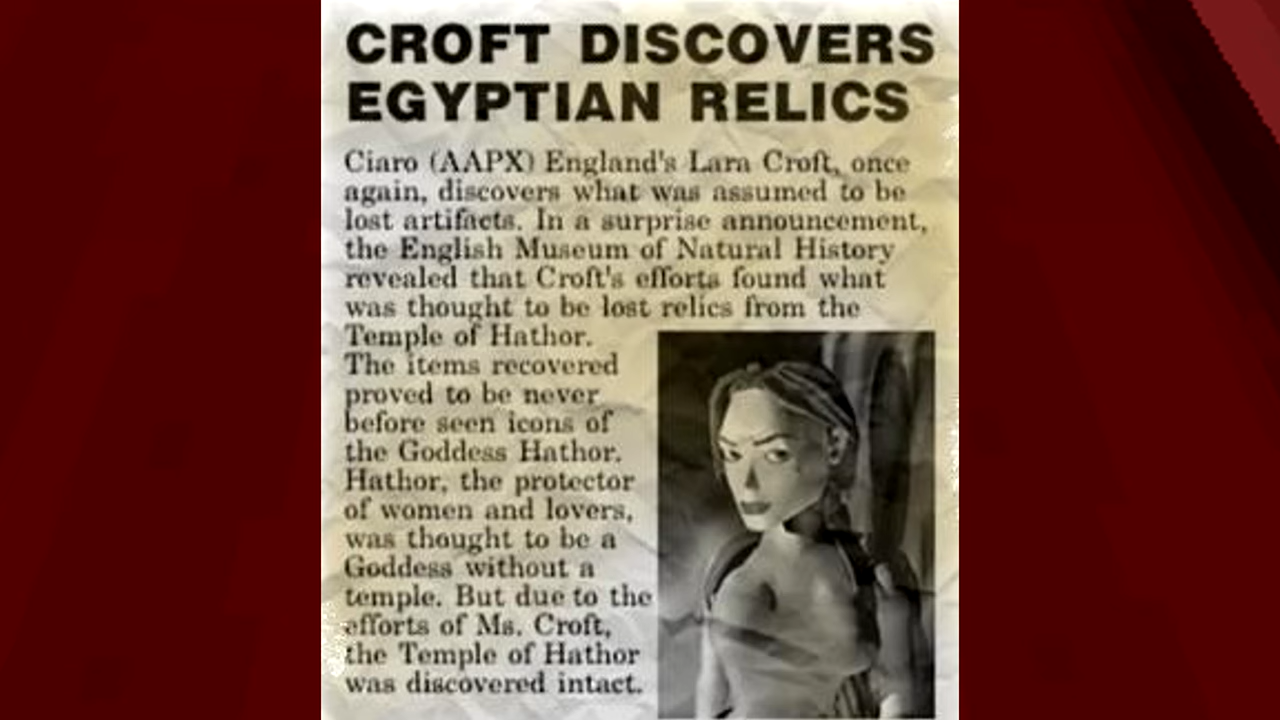 CROFT DISCOVERS
EGYPTIAN RELICS
Ciaro (AAPX) England's Lara Croft, once
again, discovers what was assumed to be
lost artifacts. In a surprise announcement,
the English Museum of Natural History
revealed that Croft's efforts found what
was thought to be lost relics from the
Temple of Hathor.
The items recovered
proved to be never
before seen icons of
the Goddess Hathor.
Hathor, the protector
of women and lovers,
was thought to be a
Goddess without a
temple. But due to the
efforts of Ms. Croft,
the Temple of Hathor
was discovered intact.